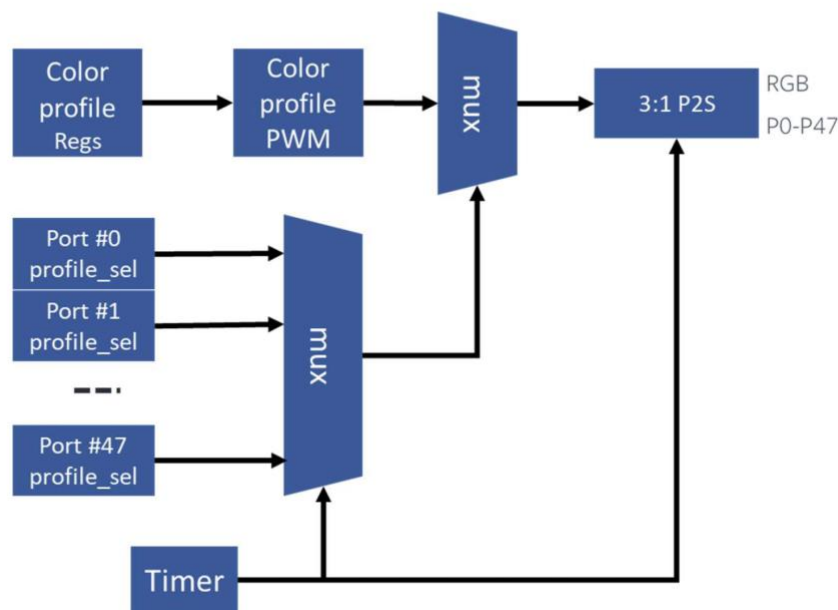 Color
profile
Regs
Color
profile
PWM
mux
3:1 P2S
RGB
P0-P47
Port #0
profile_sel
Port #1
profile_sel
Port #47
profile_sel
mux
Timer